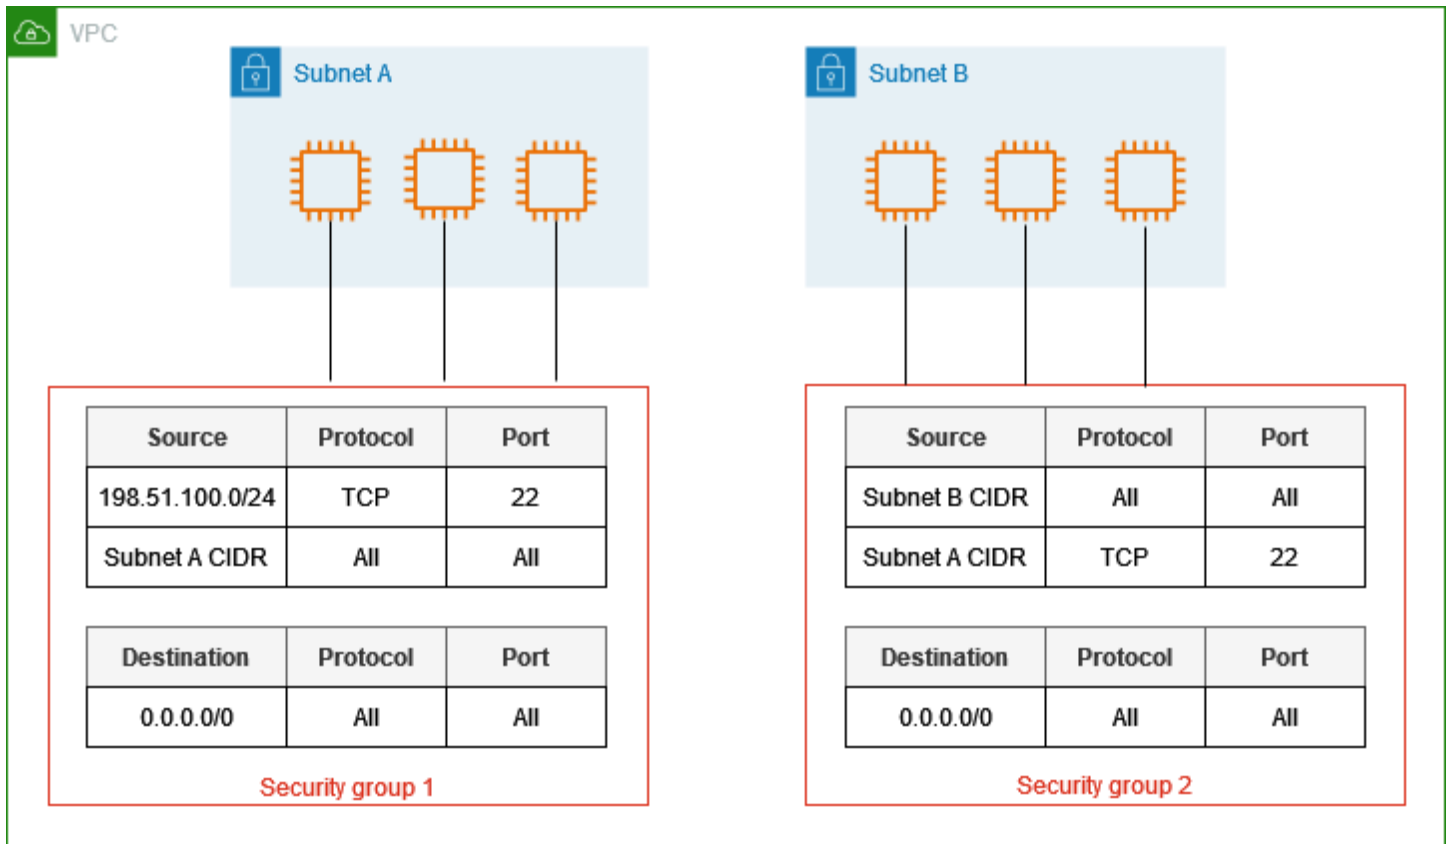 VPC
Subnet A
Subnet B
Source Protocol Port
198.51.100.0/24 TCP 22
Subnet A CIDR All All
Destination Protocol Port
0.0.0.0/0 All All
Security group 1
Source Protocol Port
Subnet B CIDR All All
Subnet A CIDR TCP 22
Destination Protocol Port
0.0.0.0/0 All All
Security group 2